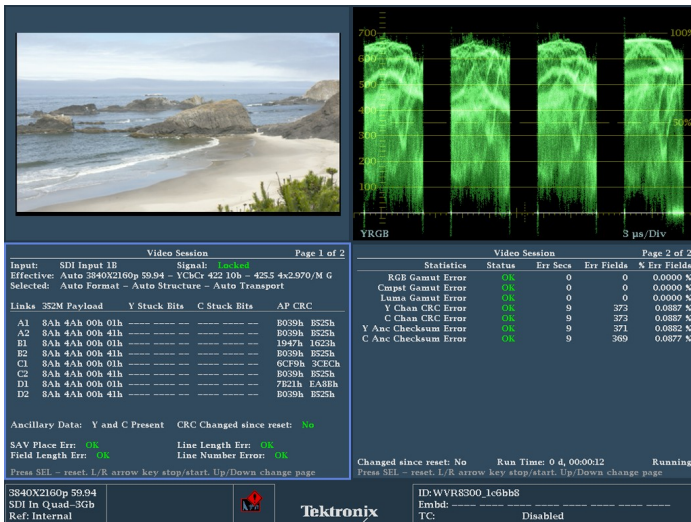 700
600
500
400
300
200
100
100%
50%
YRGB
3 µs/Div
Video Session Page 1 of 2
Input: SDI Input 1B Signal: Locked
Effective: Auto 3840X2160p 59.94 – YCbCr 422 10b – 425.5 4x2.970/M G
Selected: Auto Format – Auto Structure – Auto Transport
Links 352M Payload Y Stuck Bits C Stuck Bits AP CRC
A1 8Ah 4Ah 00h 01h ---- ---- ---- ---- ---- ---- B039h B525h
A2 8Ah 4Ah 00h 41h ---- ---- ---- ---- ---- ---- B039h B525h
B1 8Ah 4Ah 00h 01h ---- ---- ---- ---- ---- ---- 1947h 1623h
B2 8Ah 4Ah 00h 41h ---- ---- ---- ---- ---- ---- B039h B525h
C1 8Ah 4Ah 00h 01h ---- ---- ---- ---- ---- ---- 6CF9h 3CECh
C2 8Ah 4Ah 00h 41h ---- ---- ---- ---- ---- ---- B039h B525h
D1 8Ah 4Ah 00h 01h ---- ---- ---- ---- ---- ---- 7B21h EA8Bh
D2 8Ah 4Ah 00h 41h ---- ---- ---- ---- ---- ---- B039h B525h
Ancillary Data: Y and C Present CRC Changed since reset: No
SAV Place Err: OK Line Length Err: OK
Field Length Err: OK Line Number Error: OK
Press SEL – reset. L/R arrow key stop/start. Up/Down change page
Video Session Page 2 of 2
Statistics Status Err Secs Err Fields % Err Fields
RGB Gamut Error OK 0 0 0.0000 %
Cmpst Gamut Error OK 0 0 0.0000 %
Luma Gamut Error OK 0 0 0.0000 %
Y Chan CRC Error OK 9 373 0.0887 %
C Chan CRC Error OK 9 373 0.0887 %
Y Anc Checksum Error OK 9 371 0.0882 %
C Anc Checksum Error OK 9 369 0.0877 %
Changed since reset: No Run Time: 0 d, 00:00:12 Running
Press SEL – reset. L/R arrow key stop/start. Up/Down change page
3840X2160p 59.94
SDI In Quad–3Gb
Ref: Internal
Tektronix
ID: WVR8300_1c6bb8
Embd: ---- ---- ---- ---- ---- ---- ---- ----
TC: Disabled